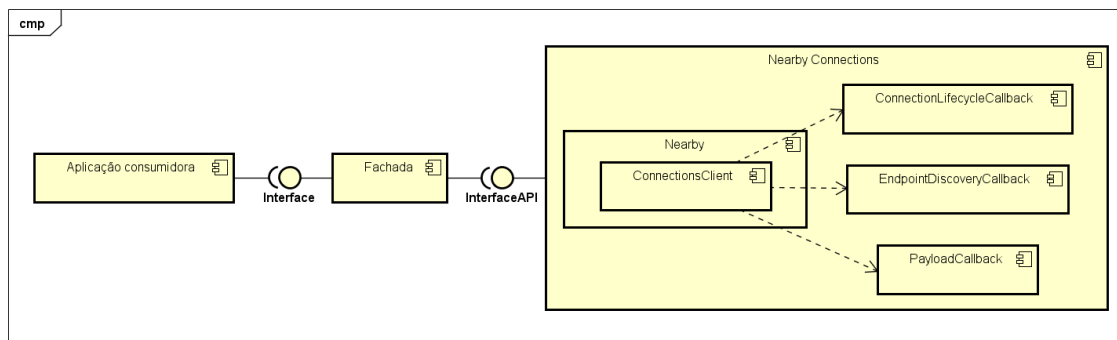 cmp
Nearby Connections
ConnectionLifecycleCallback
Nearby
Aplicação consumidora
Fachada
ConnectionsClient
EndpointDiscoveryCallback
Interface
InterfaceAPI
PayloadCallback